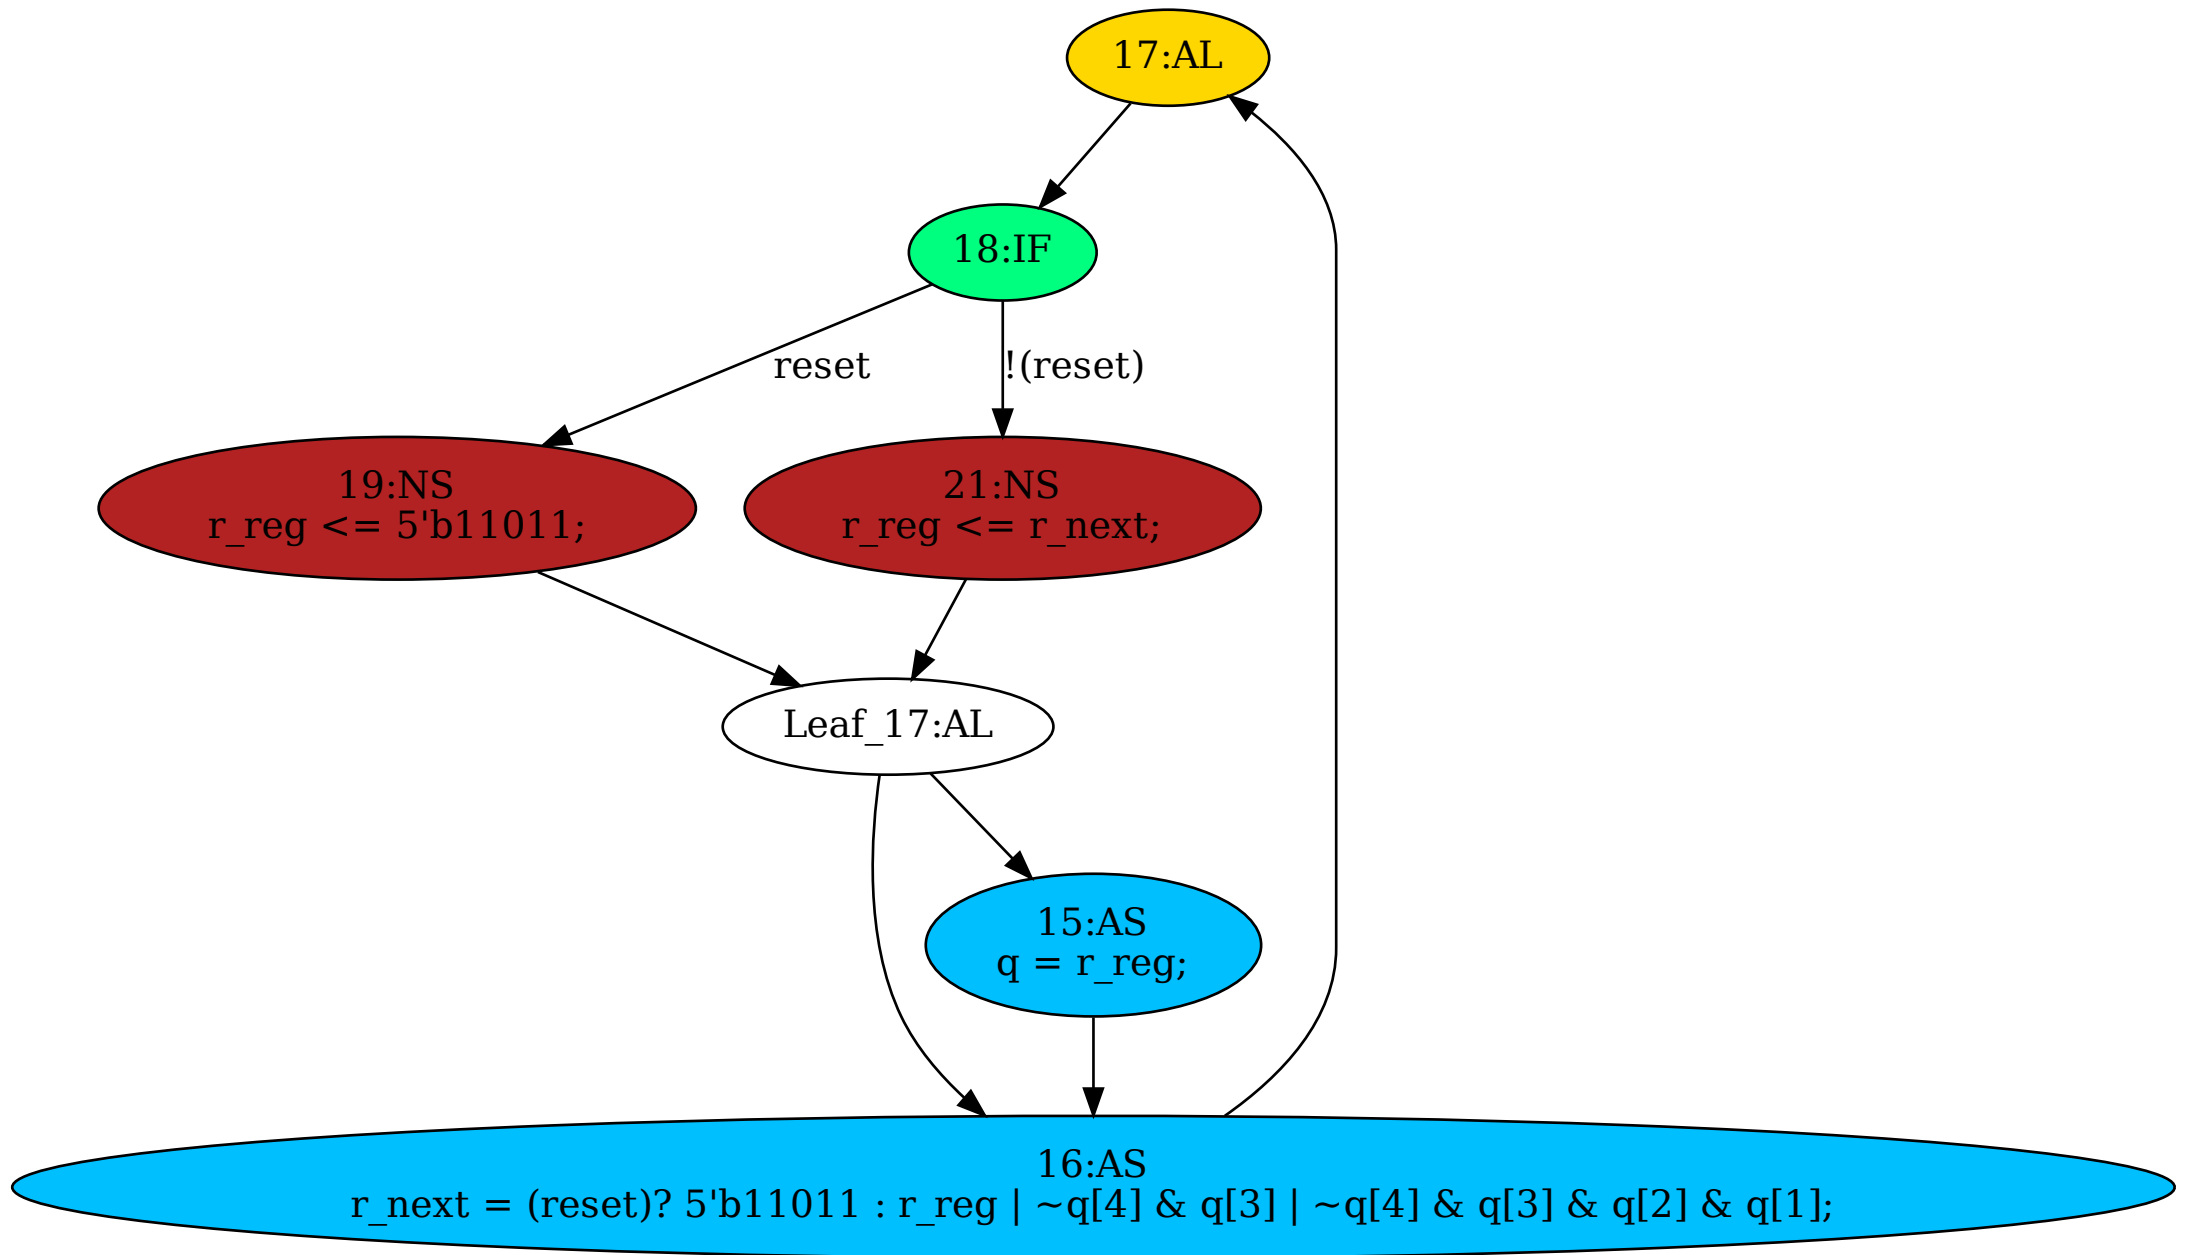 17:AL
18:IF
reset
!(reset)
19:NS
r_reg <= 5'b11011;
21:NS
r_reg <= r_next;
Leaf_17:AL
15:AS
q = r_reg;
16:AS
r_next = (reset)? 5'b11011 : r_reg | ~q[4] & q[3] | ~q[4] & q[3] & q[2] & q[1];